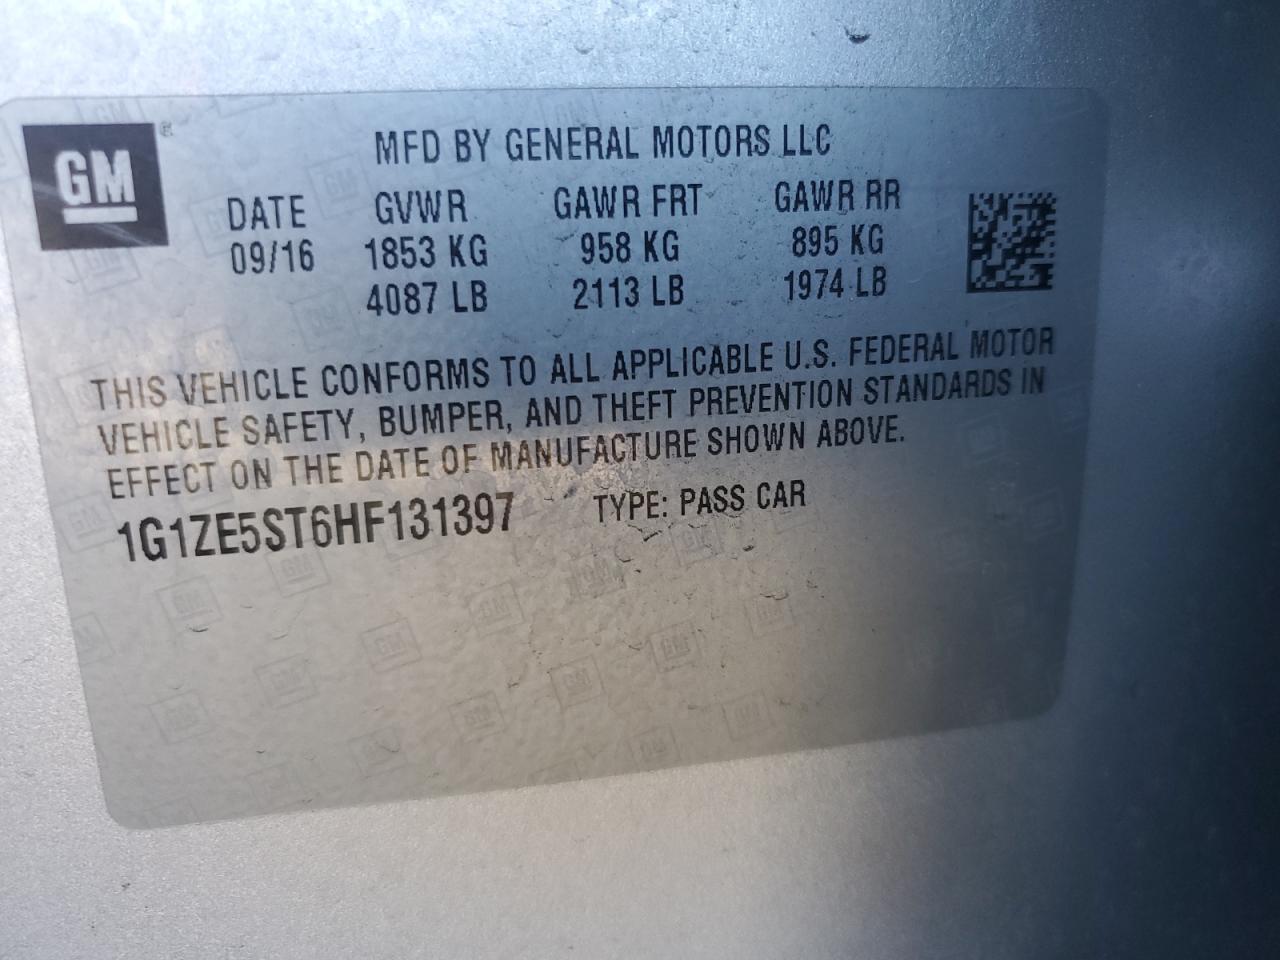 GM
MFD BY GENERAL MOTORS LLC
DATE GVWR GAWR FRT GAWR RR
09/16 1853 KG 958 KG 895 KG
4087 LB 2113 LB 1974 LB
THIS VEHICLE CONFORMS TO ALL APPLICABLE U.S. FEDERAL MOTOR
VEHICLE SAFETY, BUMPER, AND THEFT PREVENTION STANDARDS IN
EFFECT ON THE DATE OF MANUFACTURE SHOWN ABOVE.
1G1ZE5ST6HF131397 TYPE: PASS CAR